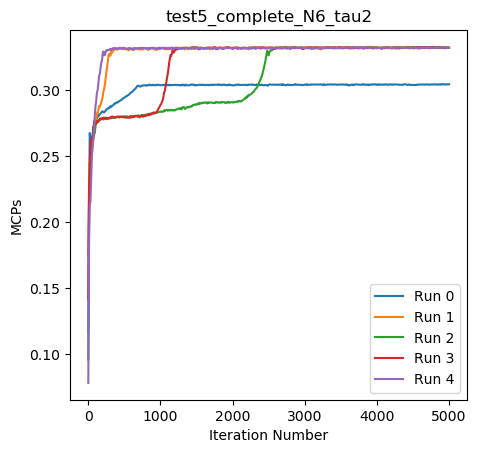 test5_complete_N6_tau2
MCPs
0.30
0.25
0.20
0.15
0.10
0 1000 2000 3000 4000 5000
Iteration Number
Run 0
Run 1
Run 2
Run 3
Run 4